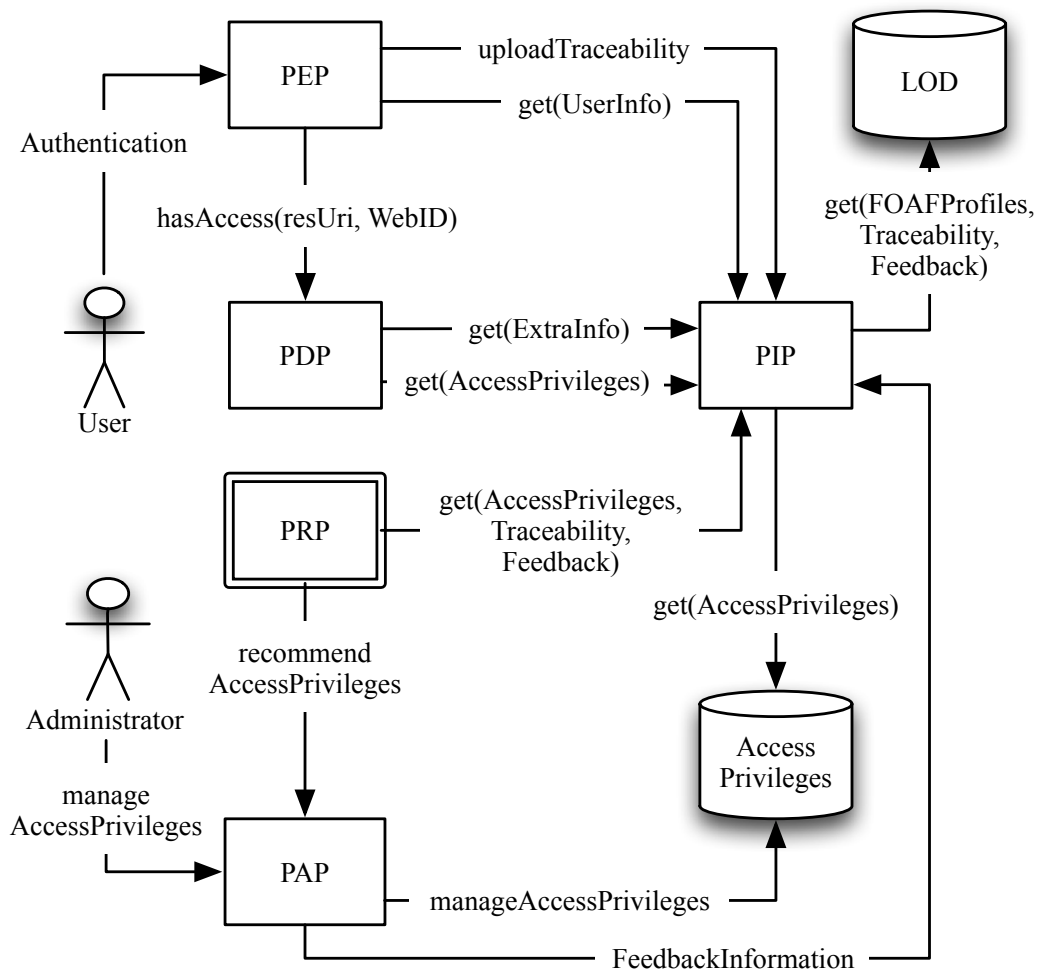 uploadTraceability
PEP
LOD
get(UserInfo)
Authentication
hasAccess(resUri, WebID)
get(FOAFProfiles,
Traceability,
Feedback)
get(ExtraInfo)
PDP
PIP
get(AccessPrivileges)
User
get(AccessPrivileges,
Traceability,
Feedback)
PRP
get(AccessPrivileges)
recommend
AccessPrivileges
Administrator
Access
Privileges
manage
AccessPrivileges
PAP
manageAccessPrivileges
FeedbackInformation